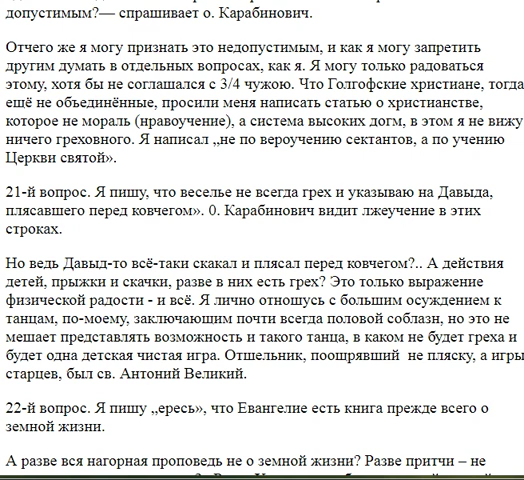 допустимым?— спрашивает о. Карабинович.
Отчего же я могу признать это недопустимым, и как я могу запретить
другим думать в отдельных вопросах, как я. Я могу только радоваться
этому, хотя бы не соглашался с 3/4 чужою. Что Голгофские христиане, тогда
ещё не объединённые, просили меня написать статью о христианстве,
которое не мораль (нравоучение), а система высоких догм, в этом я не вижу
ничего греховного. Я написал „не по вероучению сектантов, а по учению
Церкви святой».
21-й вопрос. Я пишу, что веселье не всегда грех и указываю на Давыда,
плясавшего перед ковчегом». 0. Карабинович видит лжеучение в этих
строках.
Но ведь Давыд-то всё-таки скакал и плясал перед ковчегом?.. А действия
детей, прыжки и скачки, разве в них есть грех? Это только выражение
физической радости - и всё. Я лично отношусь с большим осуждением к
танцам, по-моему, заключающим почти всегда половой соблазн, но это не
мешает представлять возможность и такого танца, в каком не будет греха и
будет одна детская чистая игра. Отшельник, поощрявший не пляску, а игры
старцев, был св. Антоний Великий.
22-й вопрос. Я пишу „ересь», что Евангелие есть книга прежде всего о
земной жизни.
А разве вся нагорная проповедь не о земной жизни? Разве притчи – не